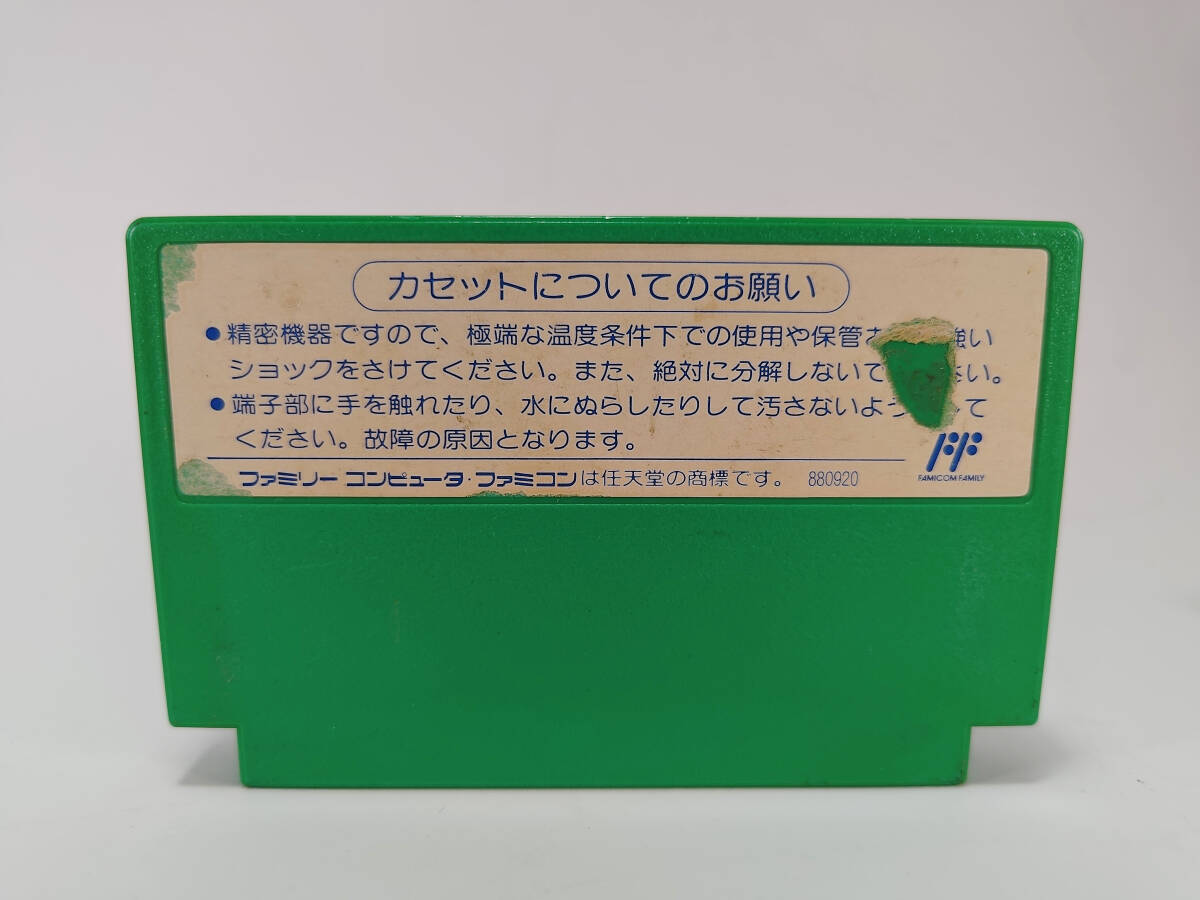 カセットについてのお願い
●精密機器ですので、極端な温度条件下での使用や保管 強い
ショックをさけてください。また、絶対に分解しないで い。
●端子部に手を触れたり、水にぬらしたりして汚さないよ して
ください。故障の原因となります。
ファミリー コンピュータ・ファミコンは任天堂の商標です。 880920
FAMICOM FAMILY